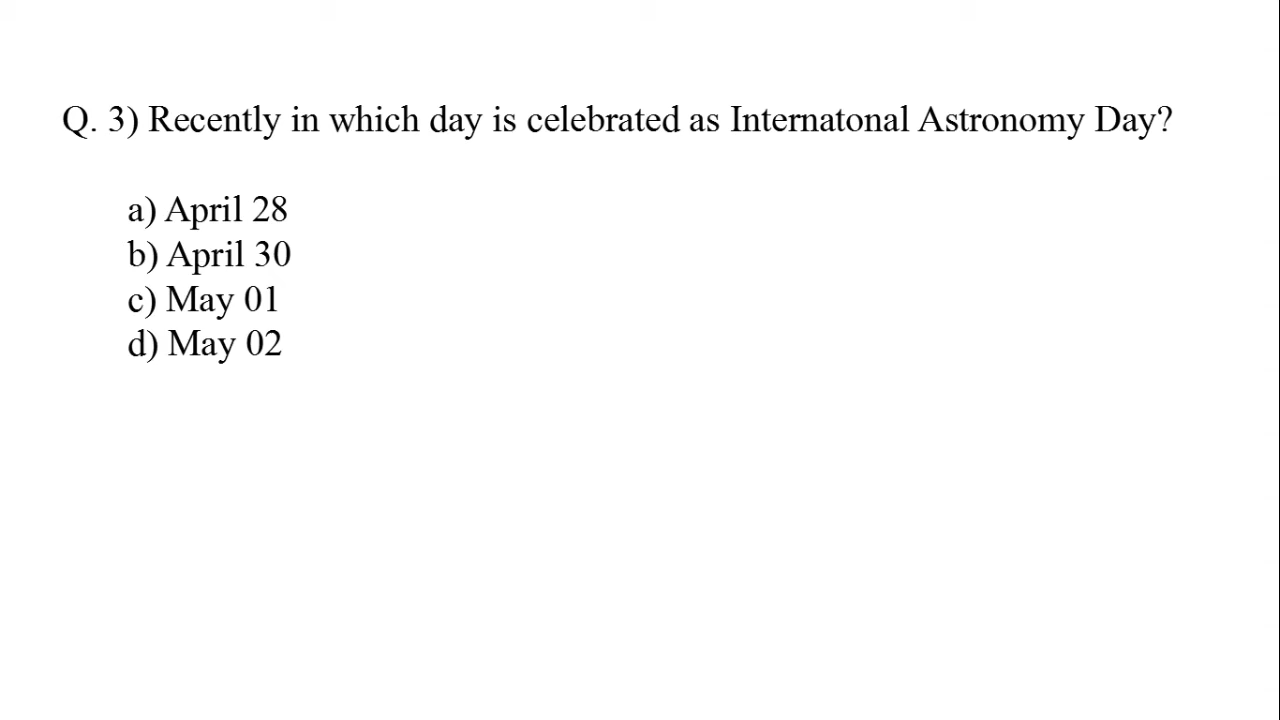 Q. 3) Recently in which day is celebrated as Internatonal Astronomy Day?
a) April 28
b) April 30
c) May 01
d) May 02